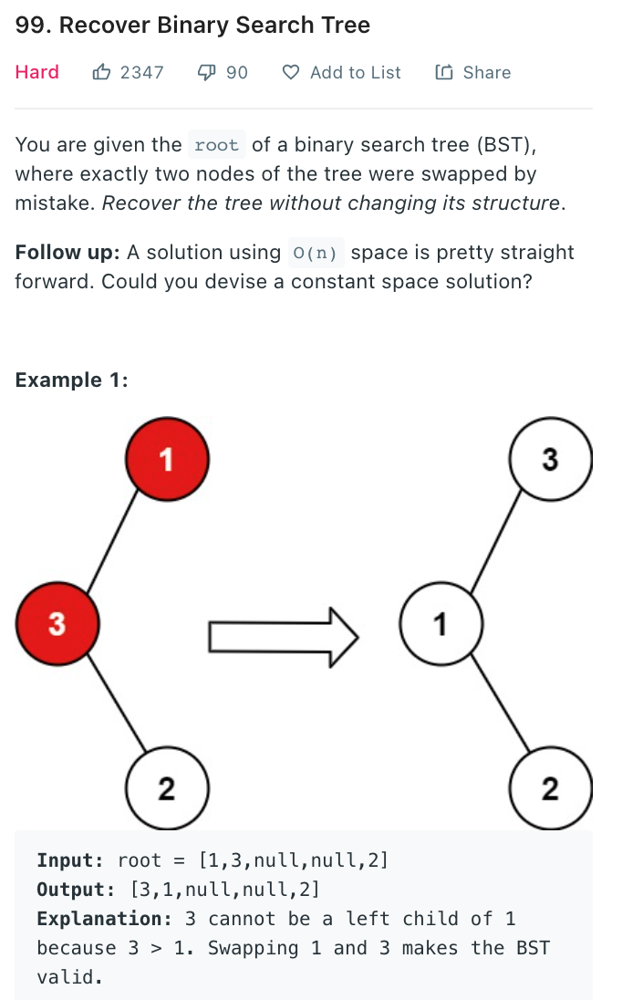 99. Recover Binary Search Tree
Hard 2347 90 Add to List Share
You are given the root of a binary search tree (BST),
where exactly two nodes of the tree were swapped by
mistake. Recover the tree without changing its structure.
Follow up: A solution using O(n) space is pretty straight
forward. Could you devise a constant space solution?
Example 1:
1 3
3 1
2 2
Input: root = [1,3,null,null,2]
Output: [3,1,null,null,2]
Explanation: 3 cannot be a left child of 1
because 3 > 1. Swapping 1 and 3 makes the BST
valid.